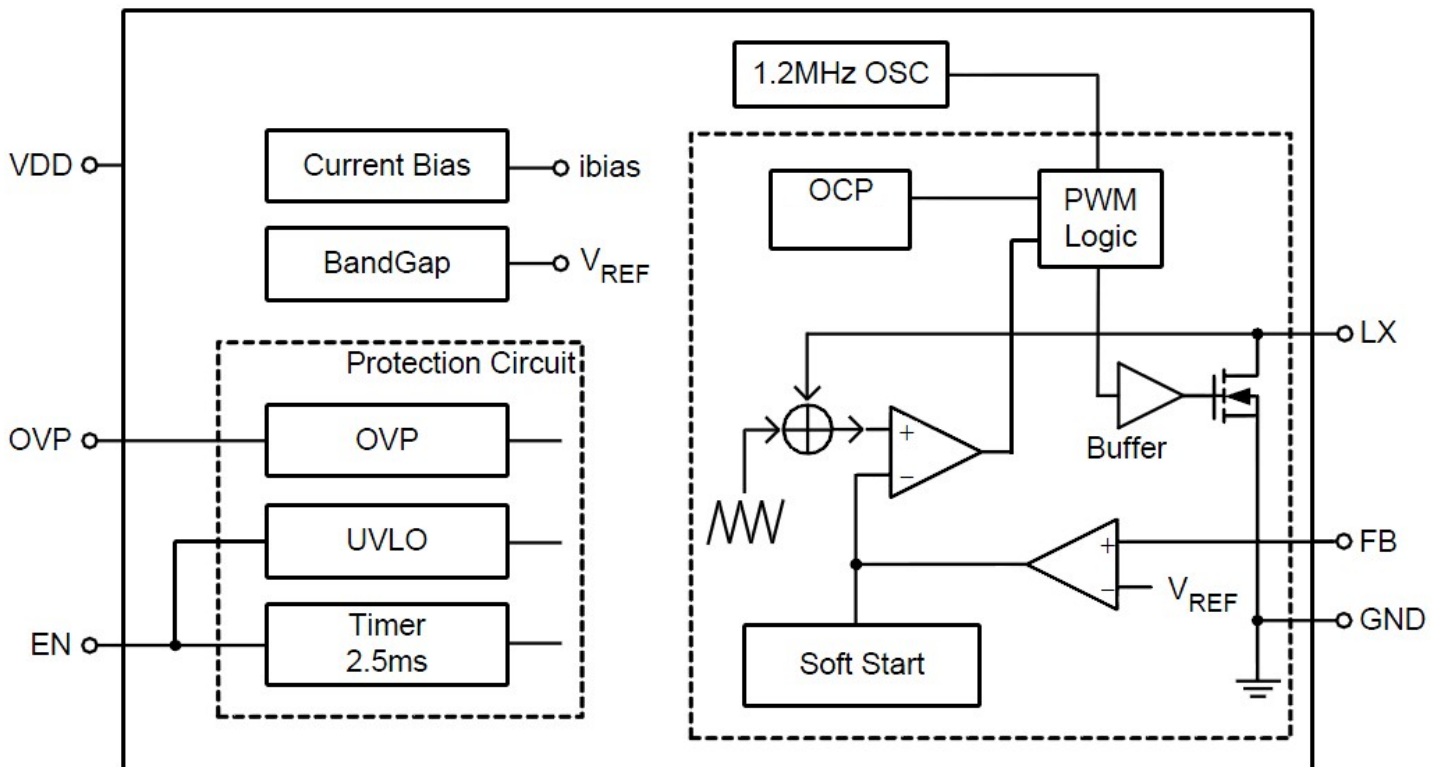 1.2MHz OSC
VDD
Current Bias
ibias
OCP
PWM
Logic
BandGap
VREF
LX
Protection Circuit
OVP
OVP
+
−
Buffer
UVLO
+
FB
−
VREF
EN
Timer
2.5ms
GND
Soft Start